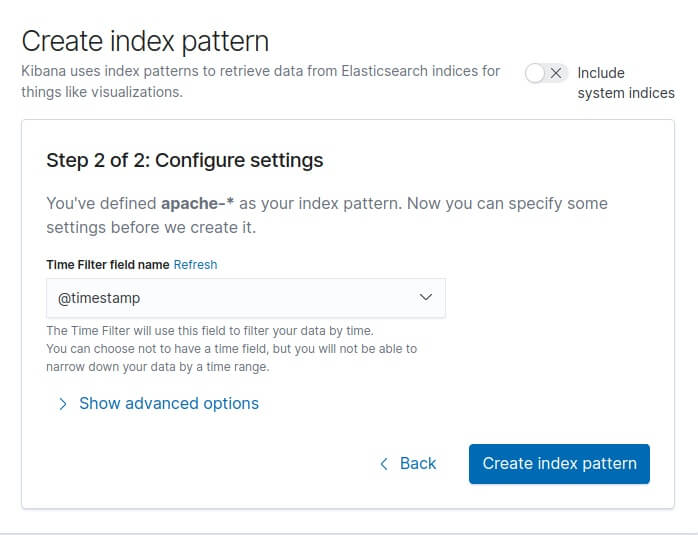 Create index pattern
Kibana uses index patterns to retrieve data from Elasticsearch indices for
things like visualizations.
Include
system indices
Step 2 of 2: Configure settings
You've defined apache-* as your index pattern. Now you can specify some
settings before we create it.
Time Filter field name Refresh
@timestamp
The Time Filter will use this field to filter your data by time.
You can choose not to have a time field, but you will not be able to
narrow down your data by a time range.
Show advanced options
Back
Create index pattern